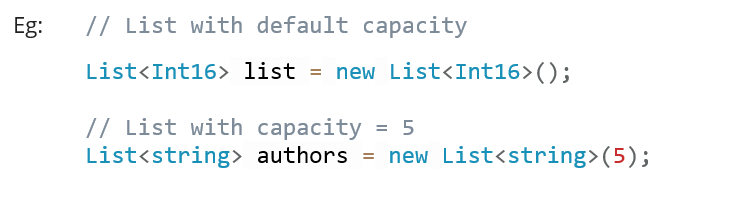 Eg: // List with default capacity
List<Int16> list = new List<Int16>();
// List with capacity = 5
List<string> authors = new List<string>(5);